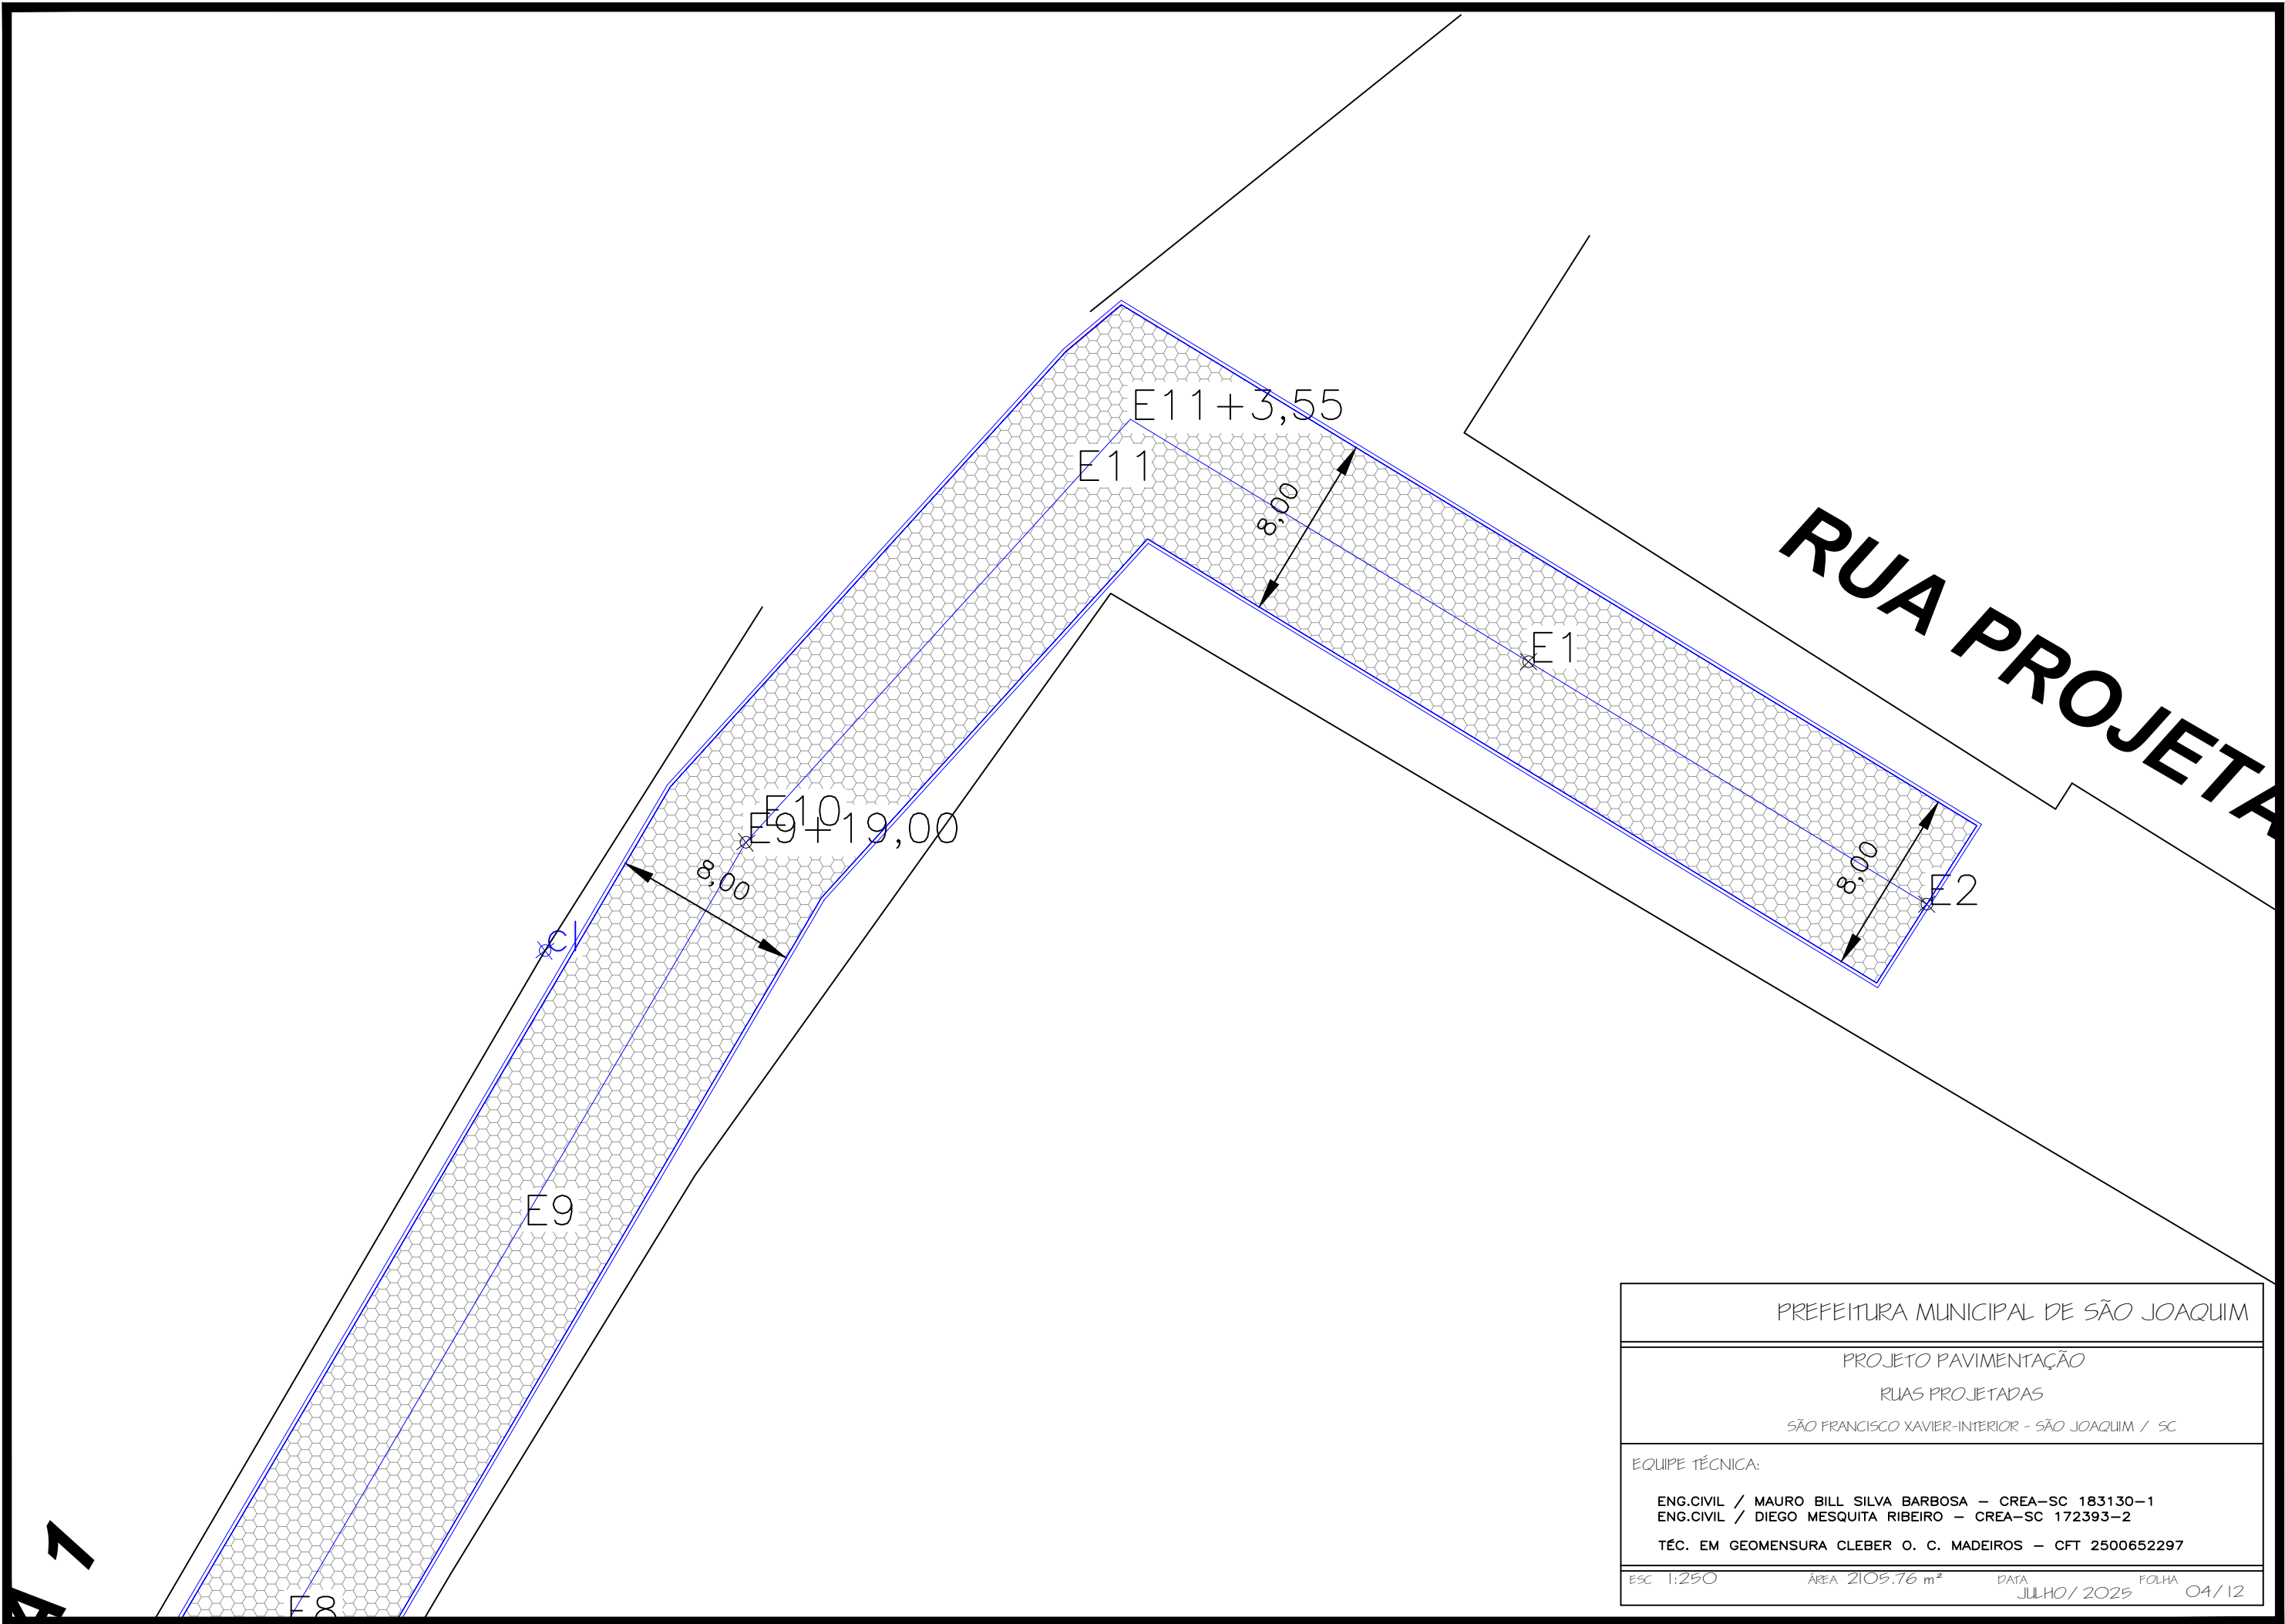 E11+3,55
E11
8,00
RUA PROJETA
E1
E10
E9+19,00
8,00
8,00
E2
cl
E9
A 1
E8
PREFEITURA MUNICIPAL DE SÃO JOAQUIM
PROJETO PAVIMENTAÇÃO
RUAS PROJETADAS
SÃO FRANCISCO XAVIER-INTERIOR - SÃO JOAQUIM / SC
EQUIPE TÉCNICA:
ENG.CIVIL / MAURO BILL SILVA BARBOSA – CREA–SC 183130–1
ENG.CIVIL / DIEGO MESQUITA RIBEIRO – CREA–SC 172393–2
TÉC. EM GEOMENSURA CLEBER O. C. MADEIROS – CFT 2500652297
ESC 1:250 ÁREA 2105.76 m² DATA JULHO/2025 FOLHA 04/12